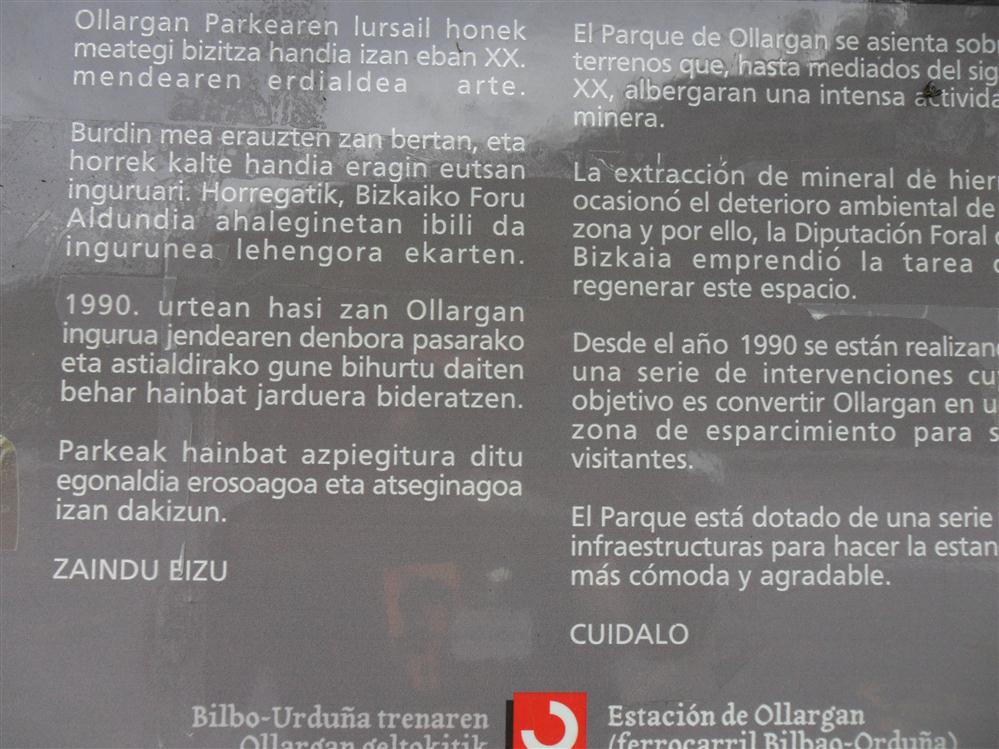 Ollargan Parkearen lursail honek
meategi bizitza handia izan eban XX.
mendearen erdialdea arte.
Burdin mea erauzten zan bertan, eta
horrek kalte handia eragin eutsan
inguruari. Horregatik, Bizkaiko Foru
Aldundia ahaleginetan ibili da
ingurunea lehengora ekarten.
1990. urtean hasi zan Ollargan
ingurua jendearen denbora pasarako
eta astialdirako gune bihurtu daiten
behar hainbat jarduera bideratzen.
Parkeak hainbat azpiegitura ditu
egonaldia erosoagoa eta atseginagoa
izan dakizun.
ZAINDU EIZU
El Parque de Ollargan se asienta sob
terrenos que, hasta mediados del sig
XX, albergaran una intensa activida
minera.
La extracción de mineral de hier
ocasionó el deterioro ambiental de
zona y por ello, la Diputación Foral
Bizkaia emprendió la tarea
regenerar este espacio.
Desde el año 1990 se están realizan
una serie de intervenciones cu
objetivo es convertir Ollargan en u
zona de esparcimiento para s
visitantes.
El Parque está dotado de una serie
infraestructuras para hacer la estan
más cómoda y agradable.
CUIDALO
Bilbo-Urduña trenaren
Ollargan geltokitik
Estación de Ollargan
(ferrocarril Bilbao-Orduña)